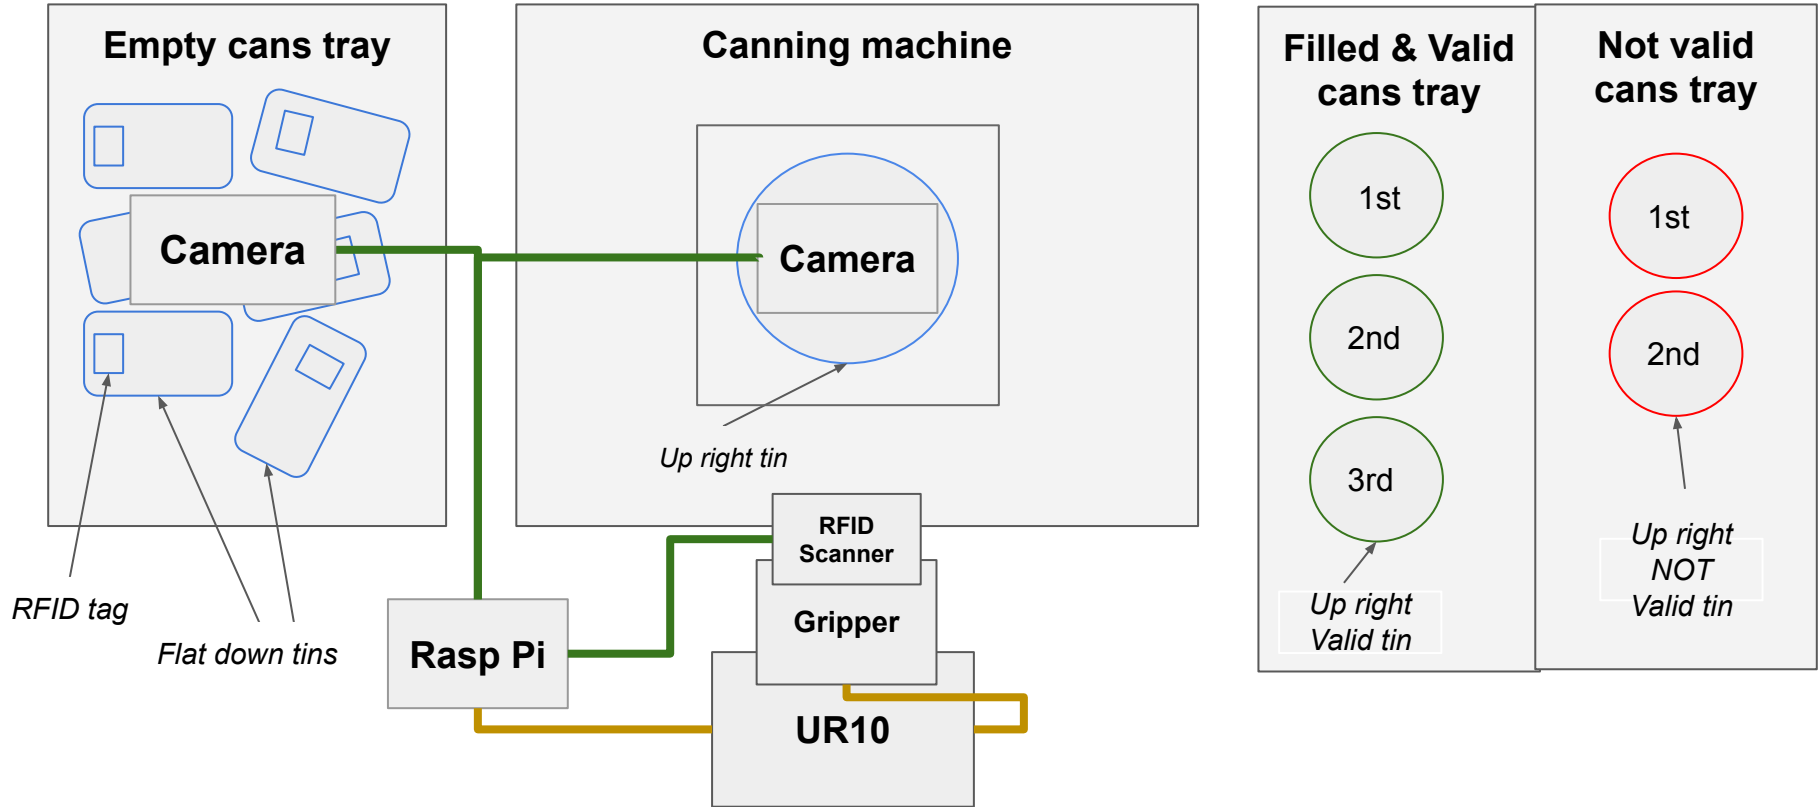 Empty cans tray
Camera
RFID tag
Flat down tins
Canning machine
Camera
Up right tin
RFID
Scanner
Gripper
Rasp Pi
UR10
Filled & Valid
cans tray
1st
2nd
3rd
Up right
Valid tin
Not valid
cans tray
1st
2nd
Up right
NOT
Valid tin